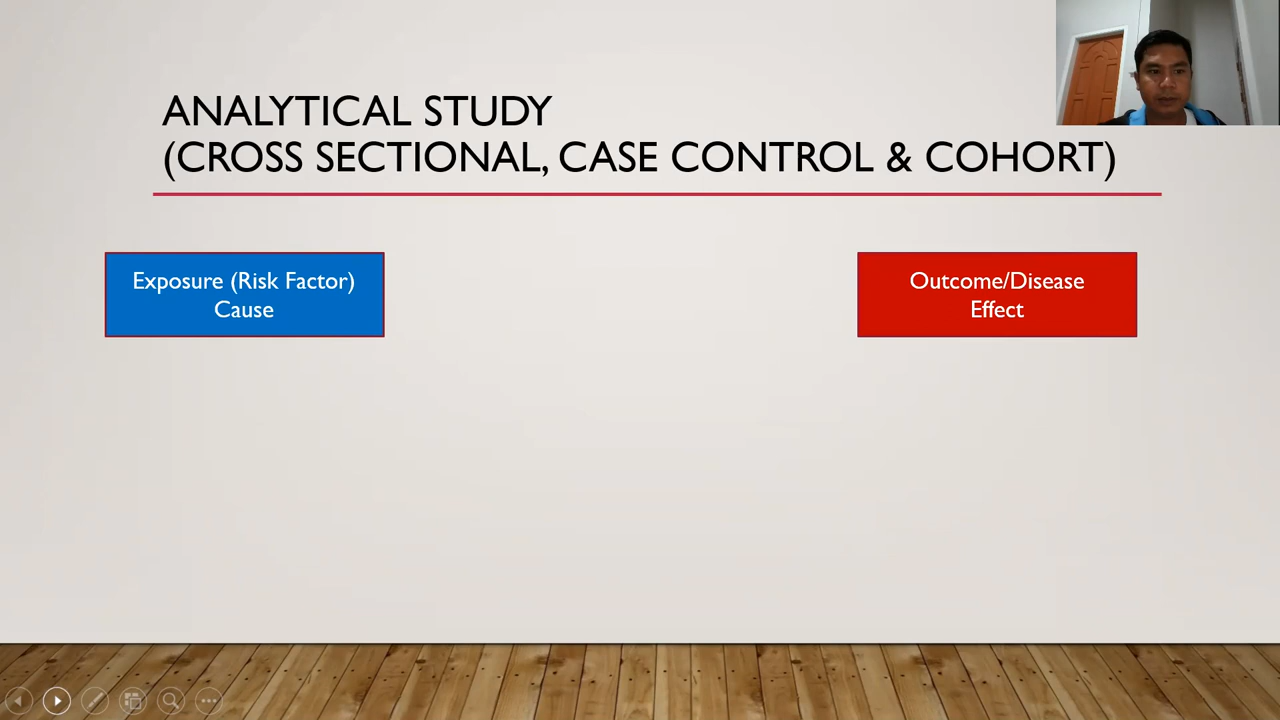 ANALYTICAL STUDY
(CROSS SECTIONAL, CASE CONTROL & COHORT)
Exposure (Risk Factor)
Cause
Outcome/Disease
Effect